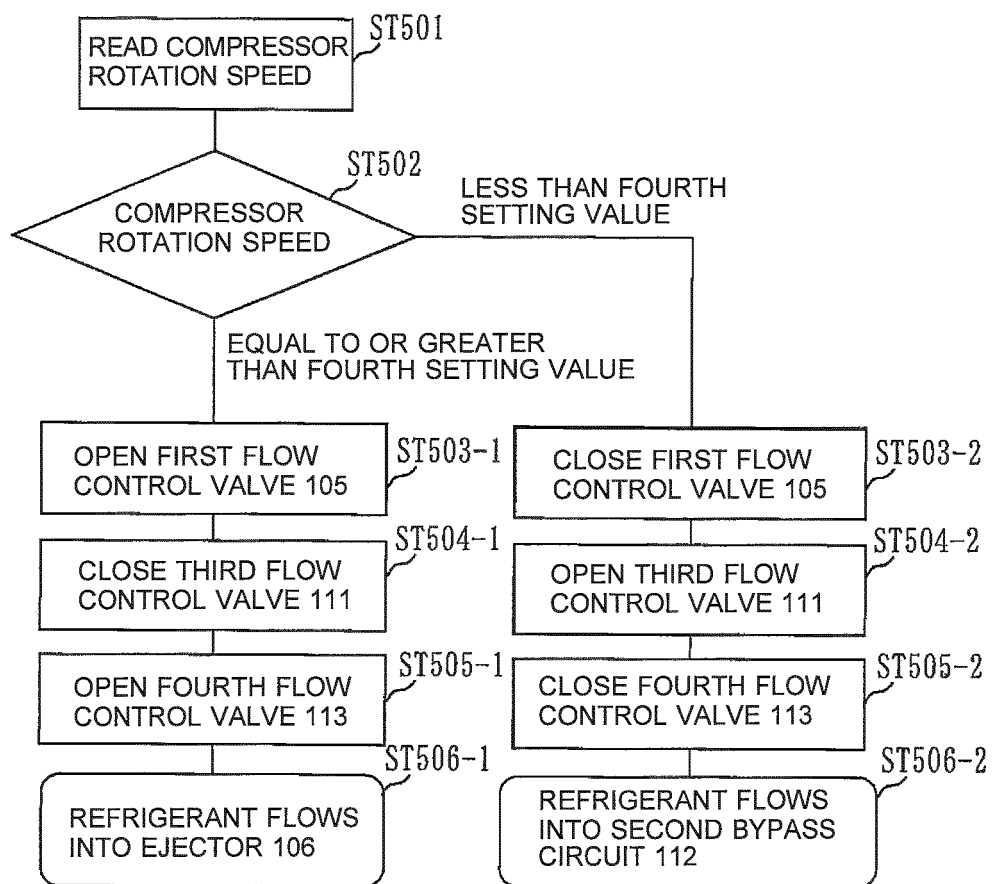 READ COMPRESSOR
ROTATION SPEED
ST501
ST502
COMPRESSOR
ROTATION SPEED
LESS THAN FOURTH
SETTING VALUE
EQUAL TO OR GREATER
THAN FOURTH SETTING VALUE
OPEN FIRST FLOW
CONTROL VALVE 105
ST503-1
CLOSE FIRST FLOW
CONTROL VALVE 105
ST503-2
CLOSE THIRD FLOW
CONTROL VALVE 111
ST504-1
OPEN THIRD FLOW
CONTROL VALVE 111
ST504-2
OPEN FOURTH FLOW
CONTROL VALVE 113
ST505-1
CLOSE FOURTH FLOW
CONTROL VALVE 113
ST505-2
REFRIGERANT FLOWS
INTO EJECTOR 106
ST506-1
REFRIGERANT FLOWS
INTO SECOND BYPASS
CIRCUIT 112
ST506-2